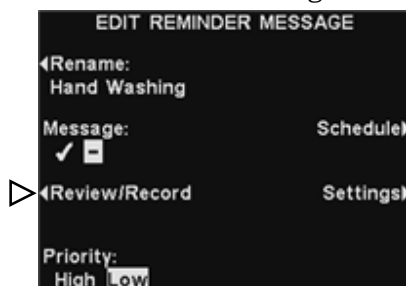 EDIT REMINDER MESSAGE
Rename:
Hand Washing
Message:
Schedule
✓ -
Review/Record
Settings
Priority:
High Low